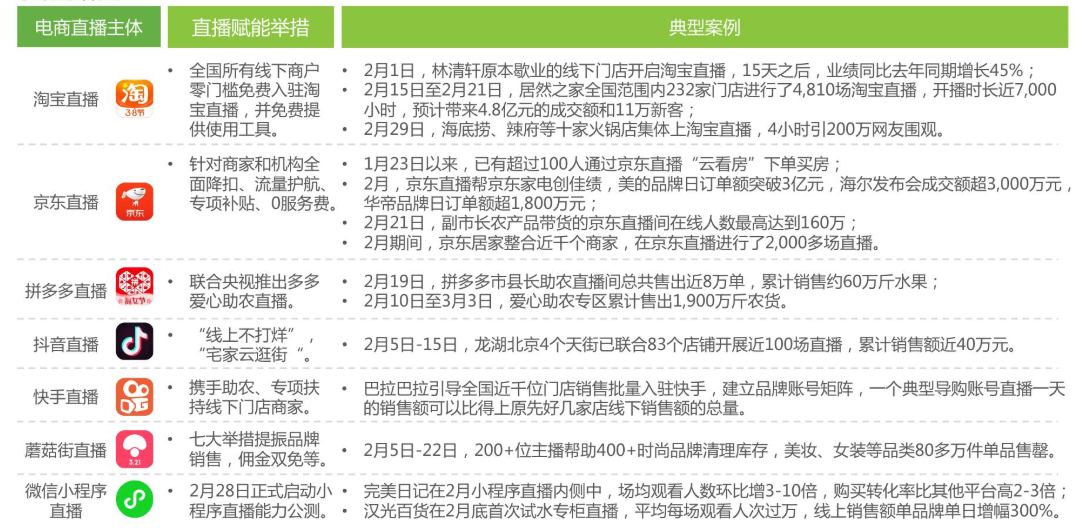 电商直播主体
直播赋能举措
典型案例
淘宝直播
淘
3·8节
• 全国所有线下商户
零门槛免费入驻淘
宝直播，并免费提
供使用工具。
• 2月1日，林清轩原本歇业的线下门店开启淘宝直播，15天之后，业绩同比去年同期增长45%；
• 2月15日至2月21日，居然之家全国范围内232家门店进行了4,810场淘宝直播，开播时长近7,000
小时，预计带来4.8亿元的成交额和11万新客；
• 2月29日，海底捞、辣府等十家火锅店集体上淘宝直播，4小时引200万网友围观。
京东直播
京东
• 针对商家和机构全
面降扣、流量护航、
专项补贴、0服务费。
• 1月23日以来，已有超过100人通过京东直播“云看房”下单买房；
• 2月，京东直播帮京东家电创佳绩，美的品牌日订单额突破3亿元，海尔发布会成交额超3,000万元，
华帝品牌日订单额超1,800万元；
• 2月21日，副市长农产品带货的京东直播间在线人数最高达到160万；
• 2月期间，京东居家整合近千个商家，在京东直播进行了2,000多场直播。
拼多多直播
• 联合央视推出多多
爱心助农直播。
• 2月19日，拼多多市县长助农直播间总共售出近8万单，累计销售约60万斤水果；
• 2月10日至3月3日，爱心助农专区累计售出1,900万斤农货。
抖音直播
• “线上不打烊”，
“宅家云逛街“。
• 2月5日-15日，龙湖北京4个天街已联合83个店铺开展近100场直播，累计销售额近40万元。
快手直播
• 携手助农、专项扶
持线下门店商家。
• 巴拉巴拉引导全国近千位门店销售批量入驻快手，建立品牌账号矩阵，一个典型导购账号直播一天
的销售额可以比得上原先好几家店线下销售额的总量。
蘑菇街直播
3.21
• 七大举措提振品牌
销售，佣金双免等。
• 2月5日-22日，200+位主播帮助400+时尚品牌清理库存，美妆、女装等品类80多万件单品售罄。
微信小程序
直播
• 2月28日正式启动小
程序直播能力公测。
• 完美日记在2月小程序直播内侧中，场均观看人数环比增3-10倍，购买转化率比其他平台高2-3倍；
• 汉光百货在2月底首次试水专柜直播，平均每场观看人次过万，线上销售额单品牌单日增幅300%。